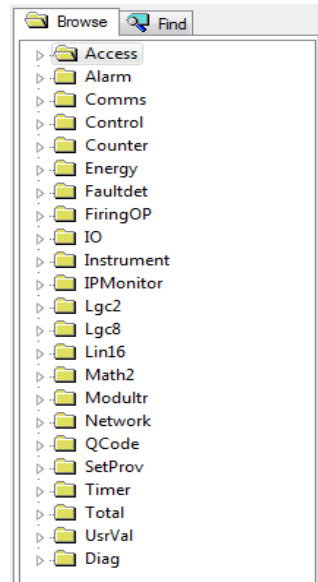 Browse Find
Access
Alarm
Comms
Control
Counter
Energy
Faultdet
FiringOP
IO
Instrument
IPMonitor
Lgc2
Lgc8
Lin16
Math2
Modultr
Network
QCode
SetProv
Timer
Total
UsrVal
Diag